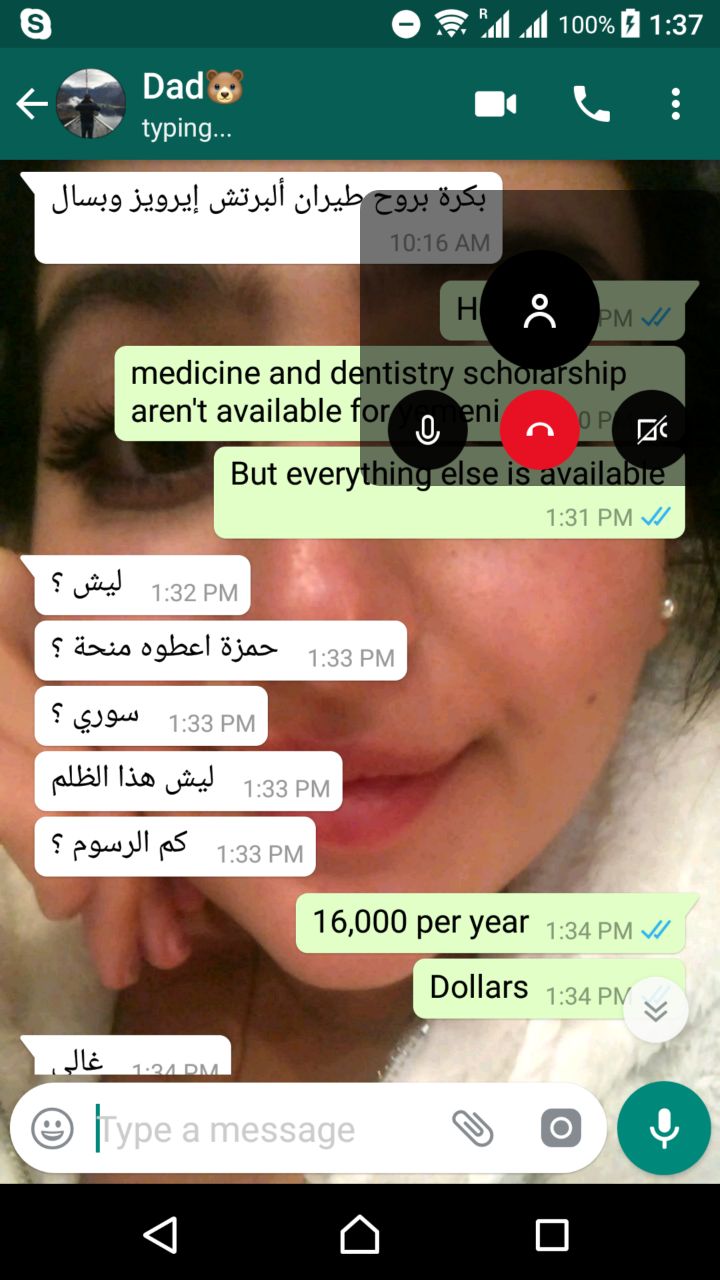 100% 1:37
Dad🐻
typing...
بكرة بروح طيران ألبرتش إيرويز وبسال
10:16 AM
PM
medicine and dentistry scholarship
aren't available for yemeni
0 P
But everything else is available
1:31 PM
ليش ؟ 1:32 PM
حمزة اعطوه منحة ؟ 1:33 PM
سوري ؟ 1:33 PM
ليش هذا الظلم 1:33 PM
كم الرسوم ؟ 1:33 PM
16,000 per year 1:34 PM
Dollars 1:34 PM
غالي 1:34 PM
Type a message